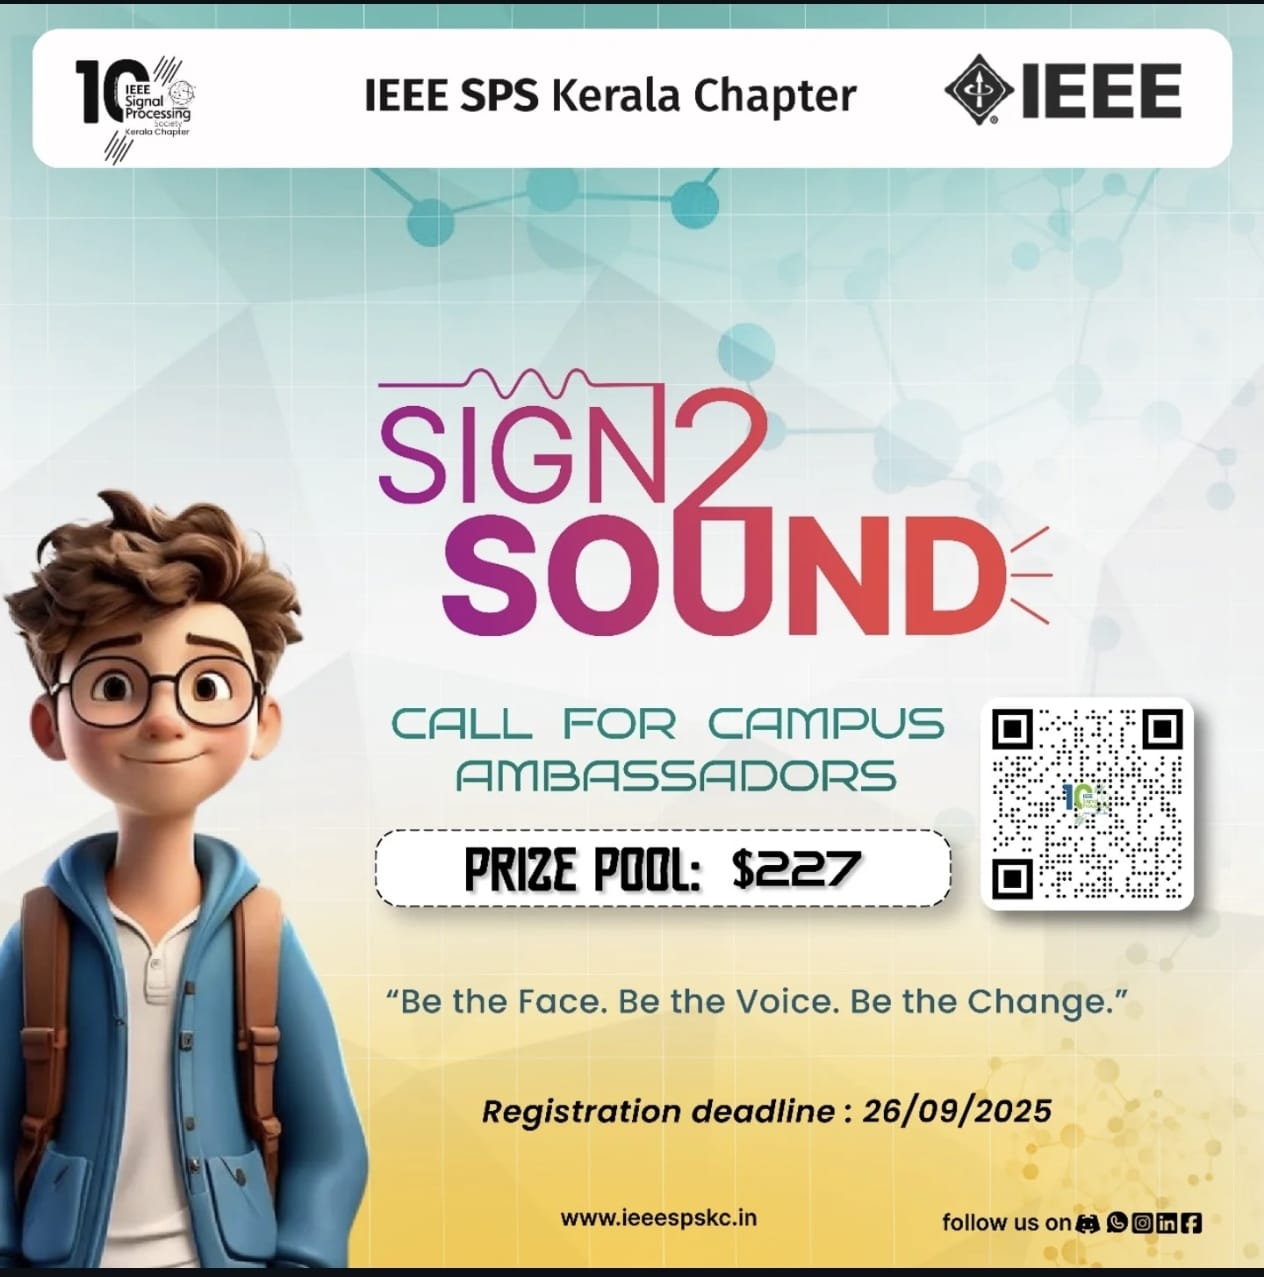 10
IEEE
Signal
Processing
Society
Kerala Chapter
IEEE SPS Kerala Chapter
IEEE
SIGN2
SOUND
CALL FOR CAMPUS
AMBASSADORS
PRIZE POOL: $227
“Be the Face. Be the Voice. Be the Change.”
Registration deadline : 26/09/2025
www.ieeespskc.in
follow us on